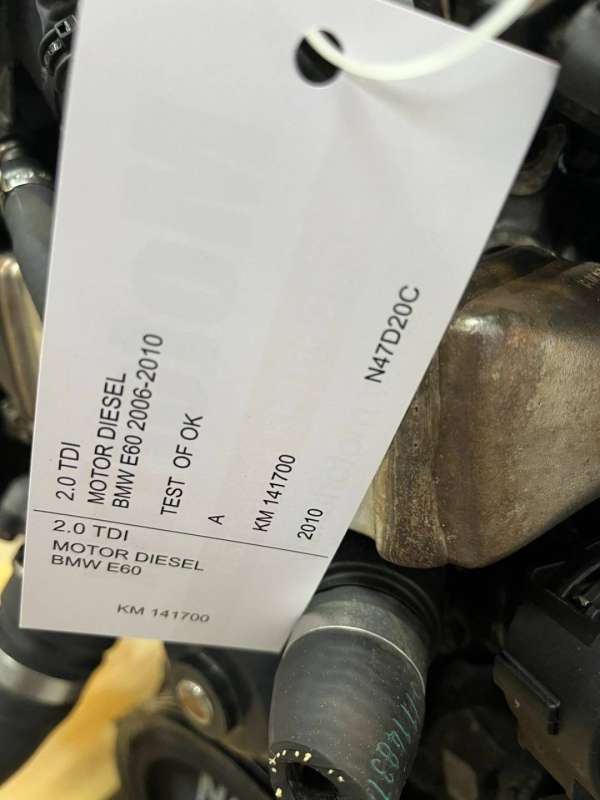 2.0 TDI
MOTOR DIESEL
BMW E60 2006-2010
TEST OF OK
A
KM 141700
2010
N47D20C
2.0 TDI
MOTOR DIESEL
BMW E60
KM 141700